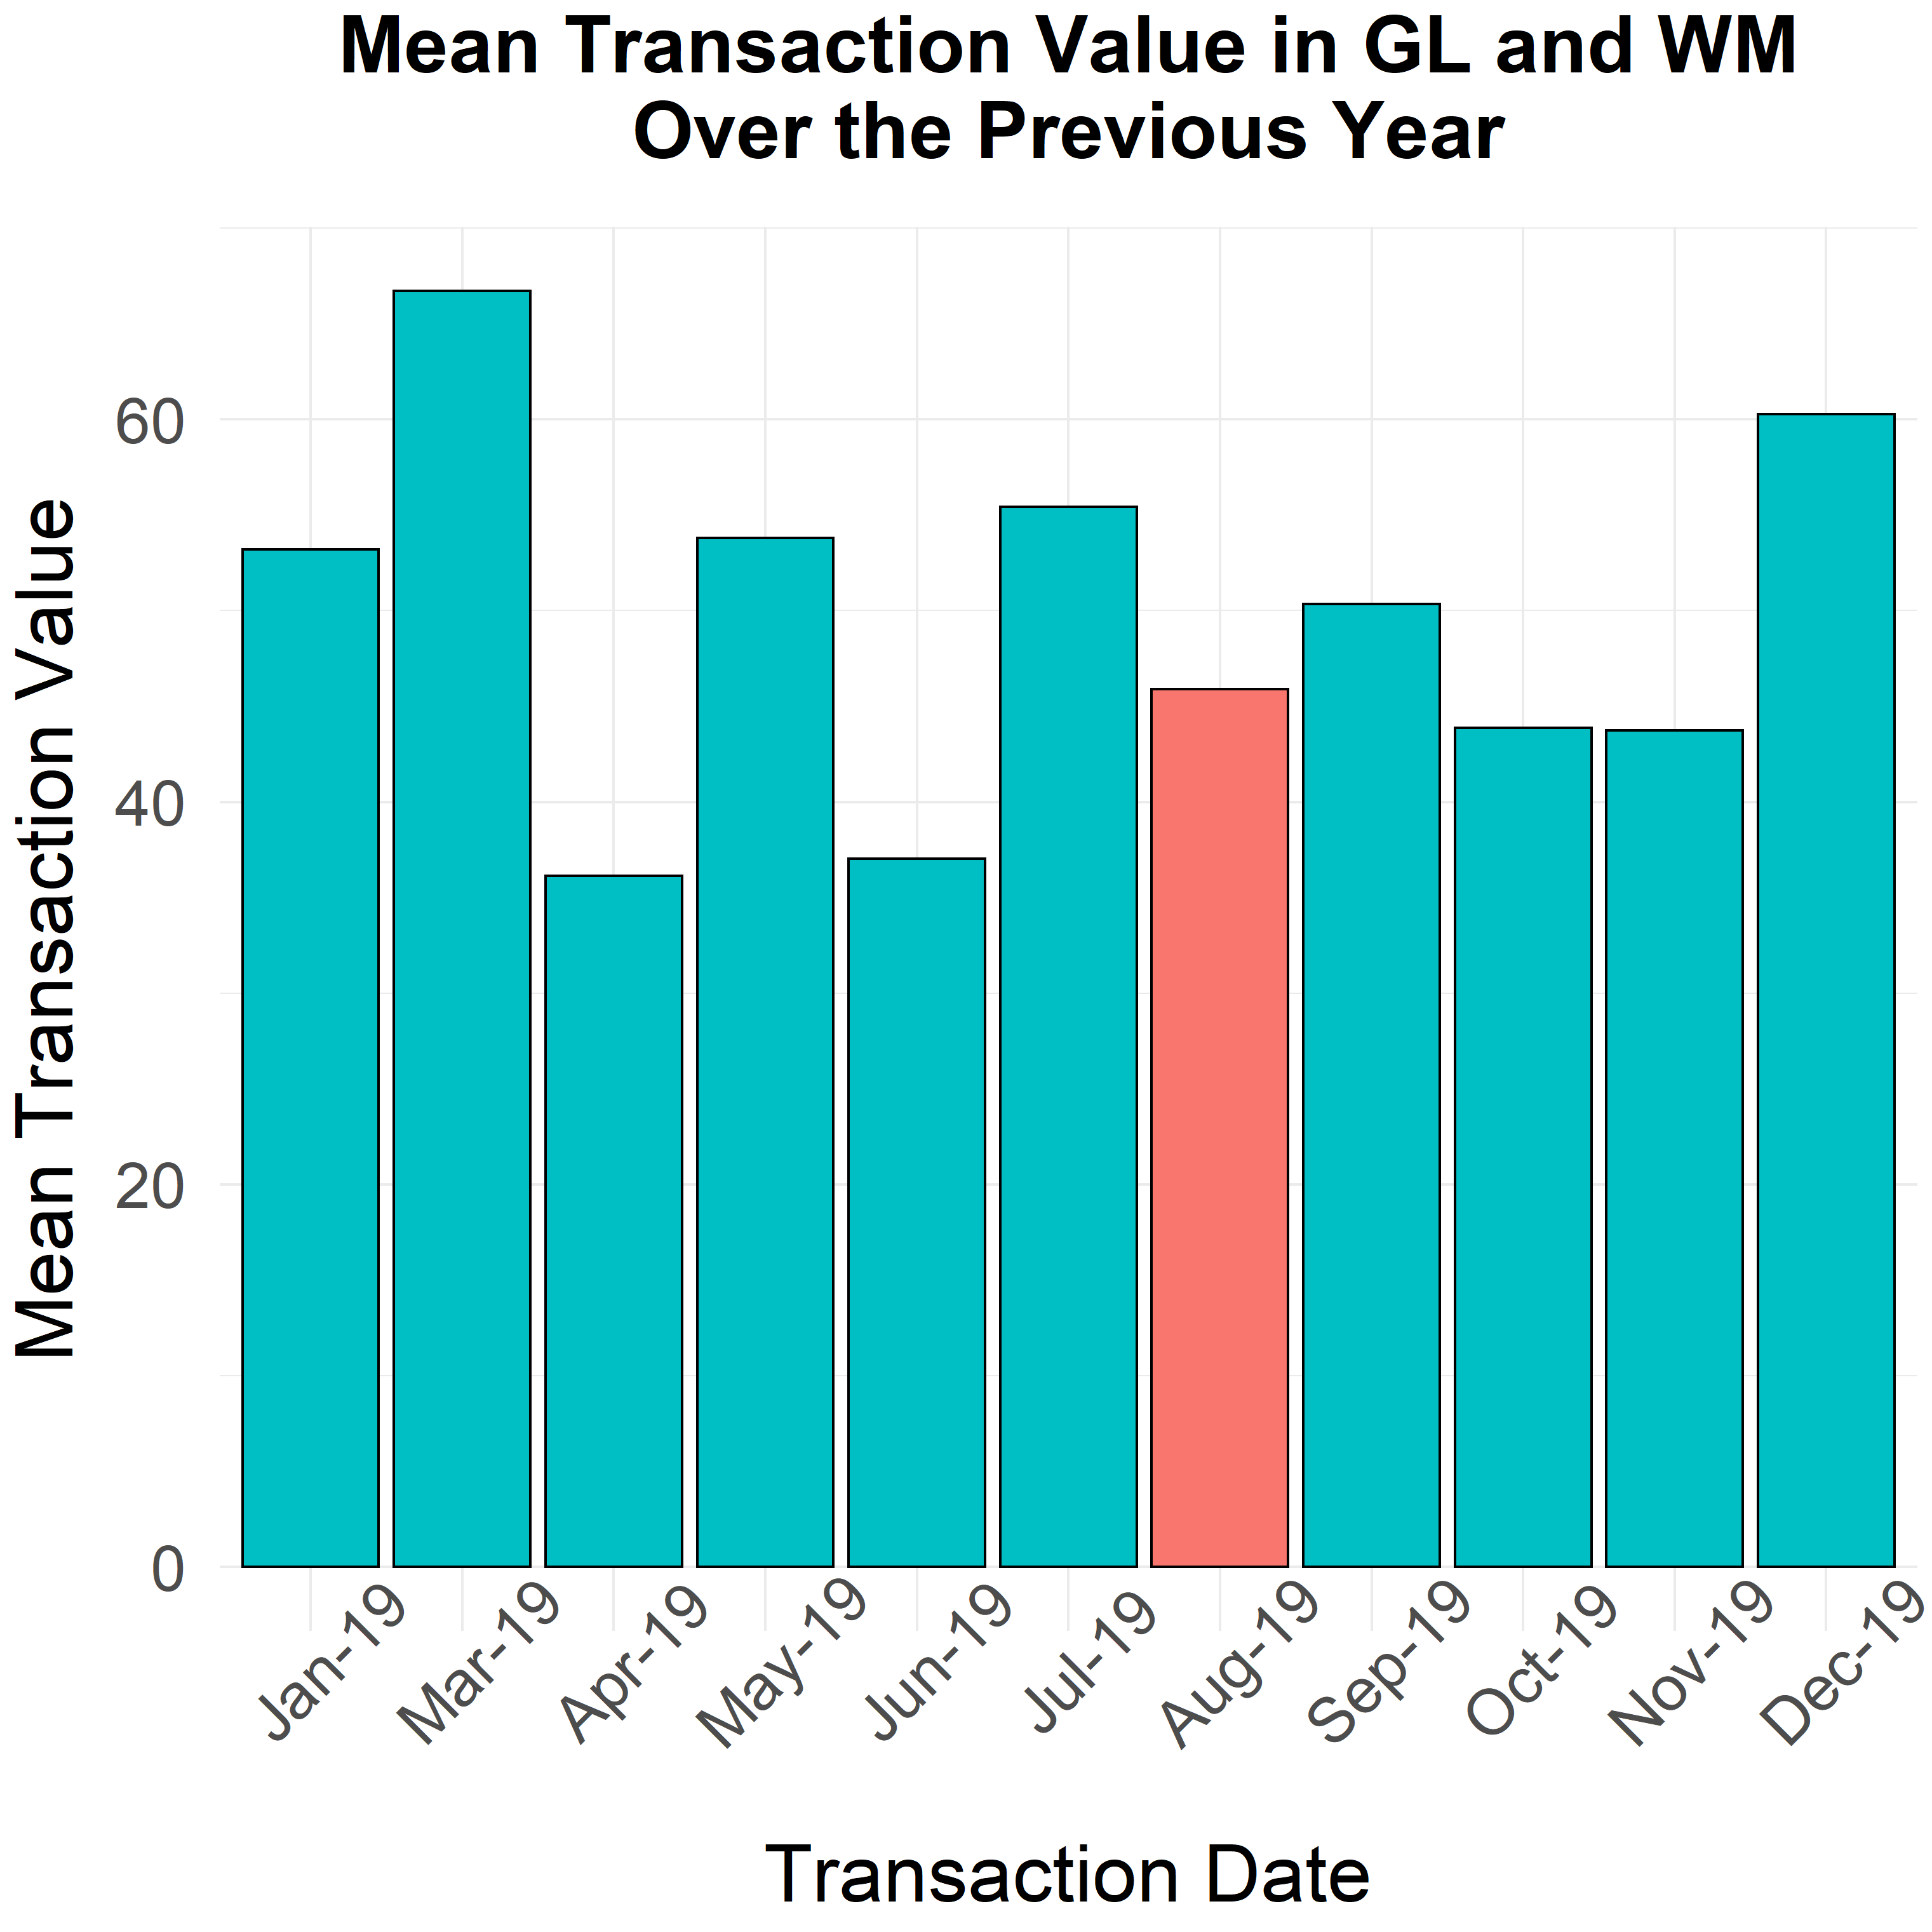 Mean Transaction Value in GL and WM
Over the Previous Year
Mean Transaction Value
60
40
20
0
Jan-19
Mar-19
Apr-19
May-19
Jun-19
Jul-19
Aug-19
Sep-19
Oct-19
Nov-19
Dec-19
Transaction Date